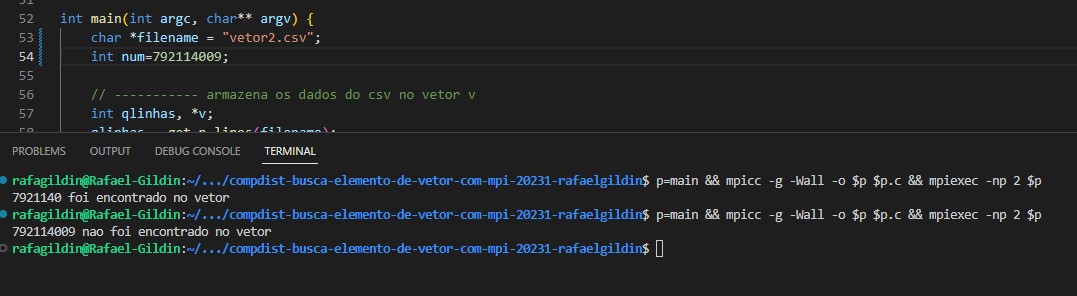 52 int main(int argc, char** argv) {
53 char *filename = "vetor2.csv";
54 int num=792114009;
55
56 // ----------- armazena os dados do csv no vetor v
57 int qlinhas, *v;
58 qlinhas = get_n_lines(filename);
PROBLEMS OUTPUT DEBUG CONSOLE TERMINAL
rafagildin@Rafael-Gildin:~/.../compdist-busca-elemento-de-vetor-com-mpi-20231-rafaelgildin$ p=main && mpicc -g -Wall -o $p $p.c && mpiexec -np 2 $p
7921140 foi encontrado no vetor
rafagildin@Rafael-Gildin:~/.../compdist-busca-elemento-de-vetor-com-mpi-20231-rafaelgildin$ p=main && mpicc -g -Wall -o $p $p.c && mpiexec -np 2 $p
792114009 nao foi encontrado no vetor
rafagildin@Rafael-Gildin:~/.../compdist-busca-elemento-de-vetor-com-mpi-20231-rafaelgildin$